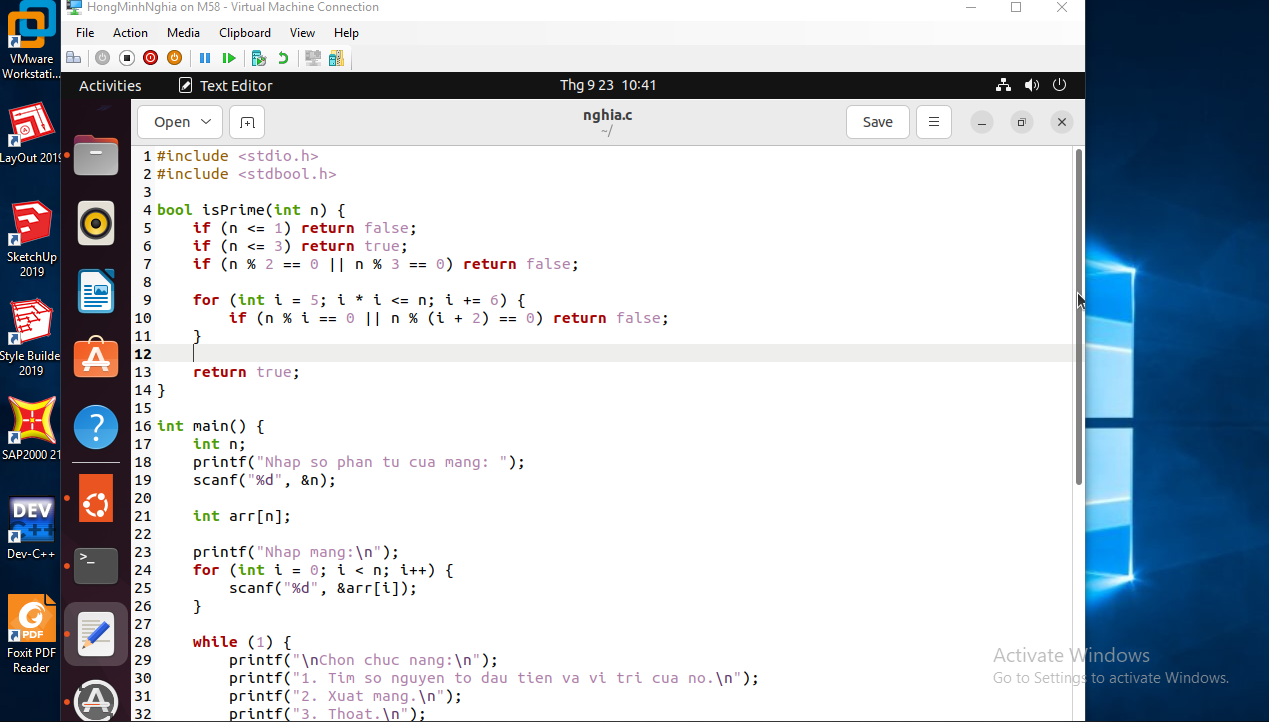 HongMinhNghia on M58 - Virtual Machine Connection
File Action Media Clipboard View Help
Activities Text Editor Thg 9 23 10:41
Open nghia.c Save
~/
1 #include <stdio.h>
2 #include <stdbool.h>
3
4 bool isPrime(int n) {
5 if (n <= 1) return false;
6 if (n <= 3) return true;
7 if (n % 2 == 0 || n % 3 == 0) return false;
8
9 for (int i = 5; i * i <= n; i += 6) {
10 if (n % i == 0 || n % (i + 2) == 0) return false;
11 }
12
13 return true;
14 }
15
16 int main() {
17 int n;
18 printf("Nhap so phan tu cua mang: ");
19 scanf("%d", &n);
20
21 int arr[n];
22
23 printf("Nhap mang:\n");
24 for (int i = 0; i < n; i++) {
25 scanf("%d", &arr[i]);
26 }
27
28 while (1) {
29 printf("\nChon chuc nang:\n");
30 printf("1. Tim so nguyen to dau tien va vi tri cua no.\n");
31 printf("2. Xuat mang.\n");
32 printf("3. Thoat.\n");
VMware
Workstati...
LayOut 2019
SketchUp
2019
Style Builde
2019
SAP2000 21
DEV
C++
Dev-C++
PDF
Foxit PDF
Reader
Activate Windows
Go to Settings to activate Windows.